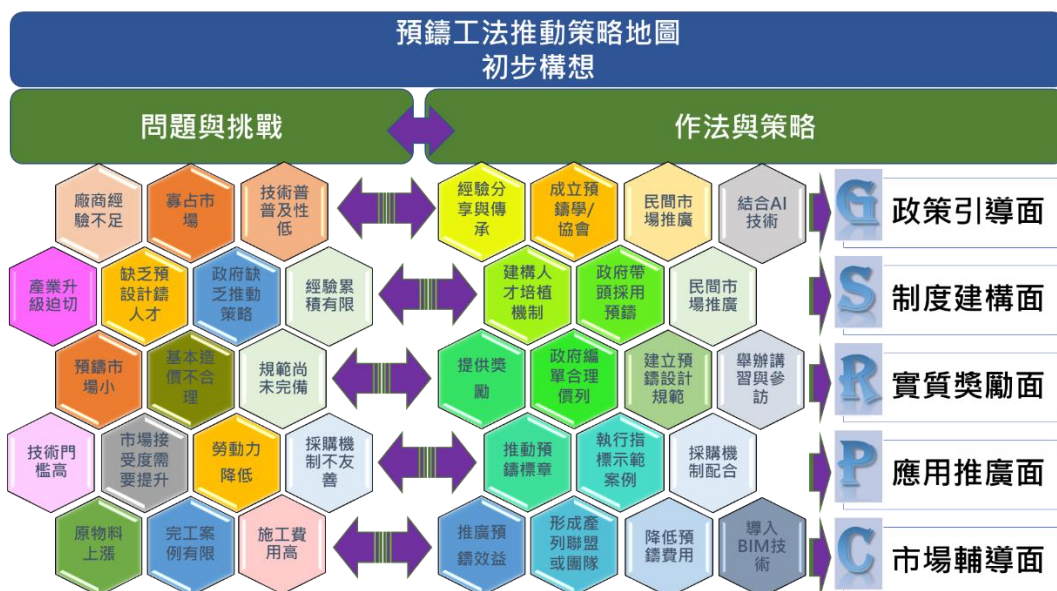 預鑄工法推動策略地圖
初步構想
問題與挑戰
作法與策略
廠商經
驗不足
寡占市
場
技術普
普及性
低
經驗分
享與傳
承
成立預
鑄學/
協會
民間市
場推廣
結合AI
技術
G
政策引導面
產業升
級迫切
缺乏預
設計鑄
人才
政府缺
乏推動
策略
經驗累
積有限
建構人
才培植
機制
政府帶
頭採用
預鑄
民間市
場推廣
S
制度建構面
預鑄市
場小
基本造
價不合
理
規範尚
未完備
提供獎
勵
政府編
單合理
價列
建立預
鑄設計
規範
舉辦講
習與參
訪
R
實質獎勵面
技術門
檻高
市場接
受度需
要提升
勞動力
降低
採購機
制不友
善
推動預
鑄標章
執行指
標示範
案例
採購機
制配合
P
應用推廣面
原物料
上漲
完工案
例有限
施工費
用高
推廣預
鑄效益
形成產
列聯盟
或團隊
降低預
鑄費用
導入
BIM技
術
C
市場輔導面